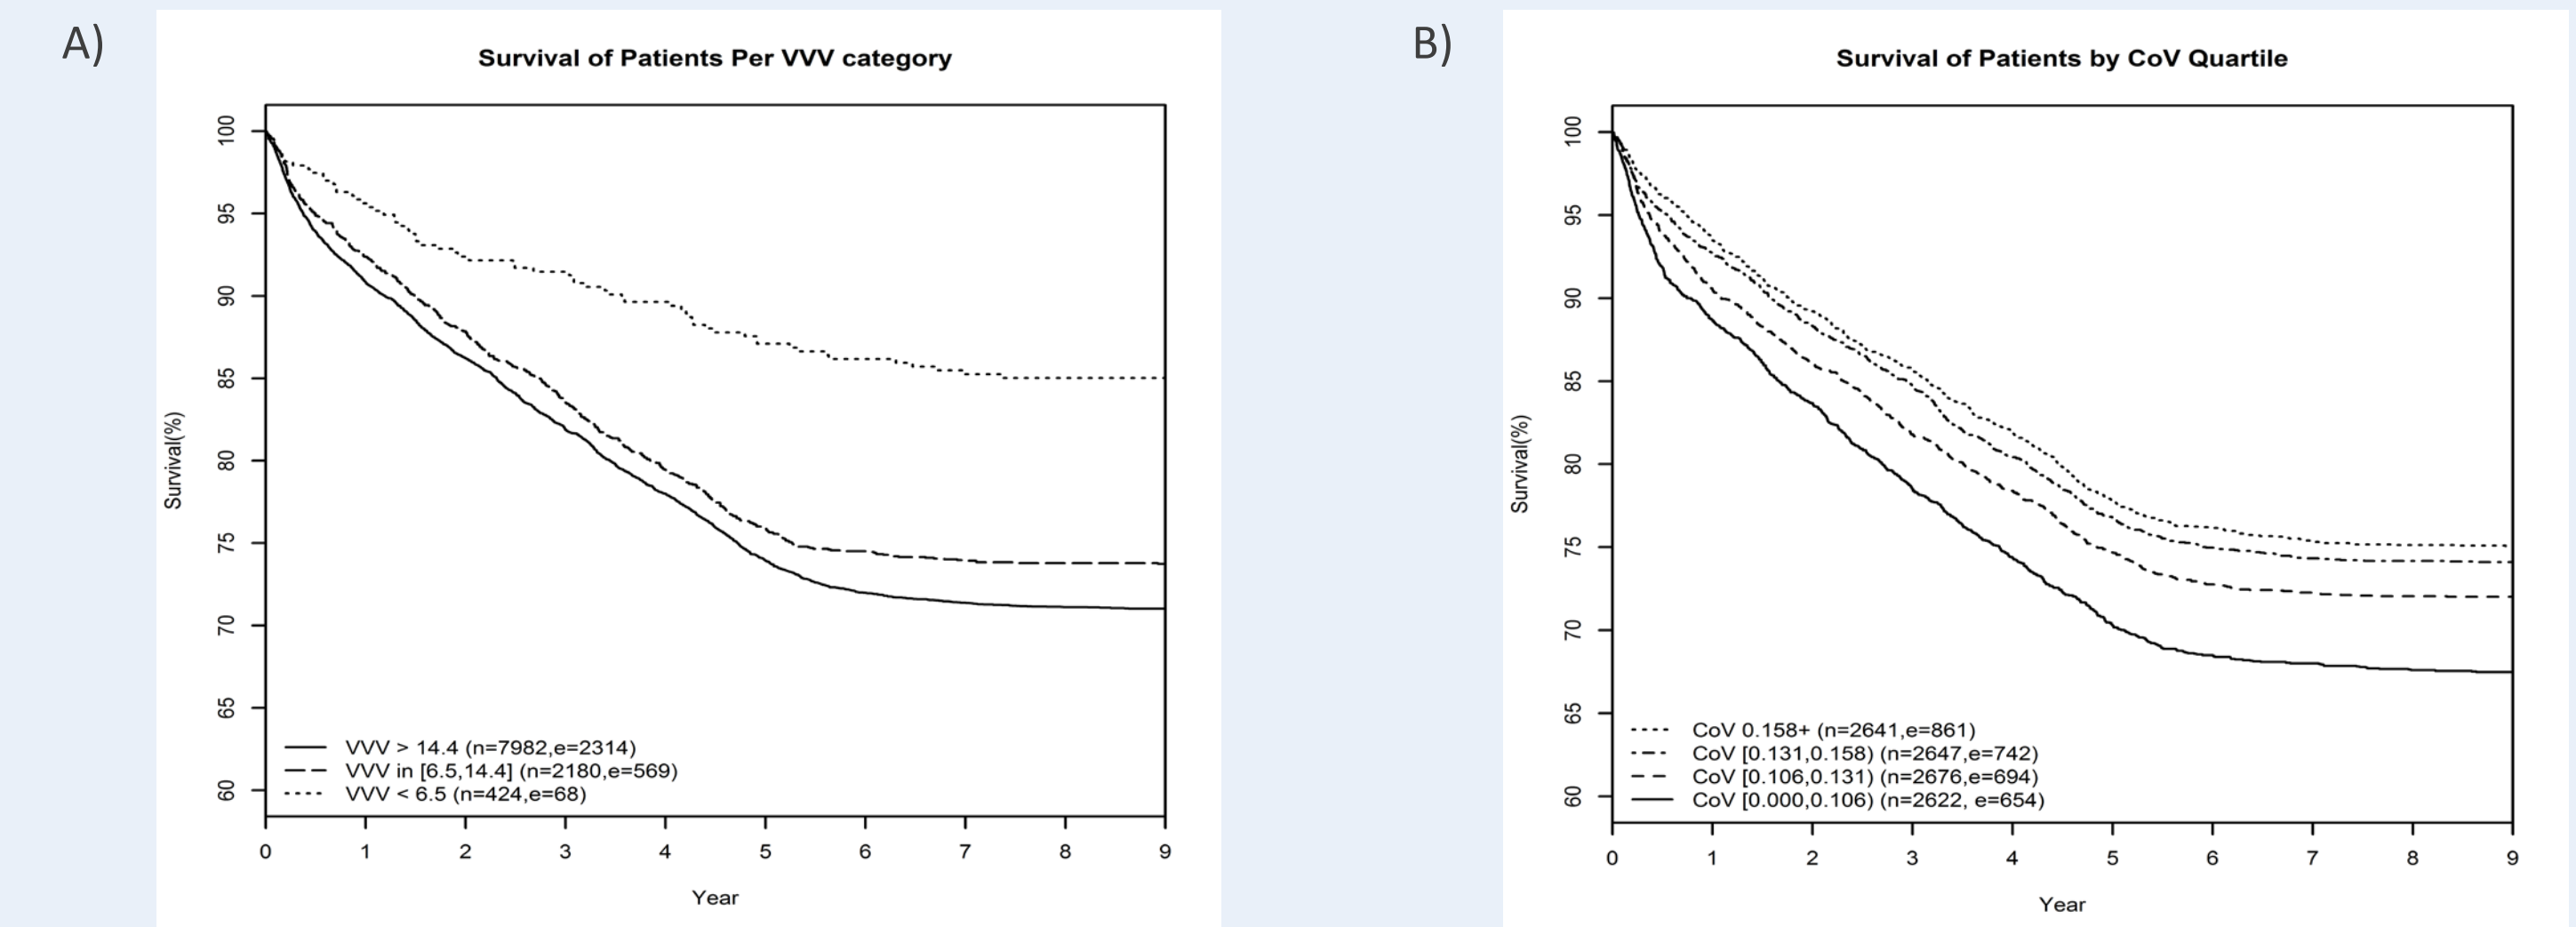 A)
Survival of Patients Per VVV category
100
95
90
85
80
75
70
65
60
Survival(%)
VVV > 14.4 (n=7982,e=2314)
VVV in [6.5,14.4] (n=2180,e=569)
VVV < 6.5 (n=424,e=68)
0 1 2 3 4 5 6 7 8 9
Year
B)
Survival of Patients by CoV Quartile
100
95
90
85
80
75
70
65
60
Survival(%)
CoV 0.158+ (n=2641,e=861)
CoV [0.131,0.158) (n=2647,e=742)
CoV [0.106,0.131) (n=2676,e=694)
CoV [0.000,0.106) (n=2622, e=654)
0 1 2 3 4 5 6 7 8 9
Year